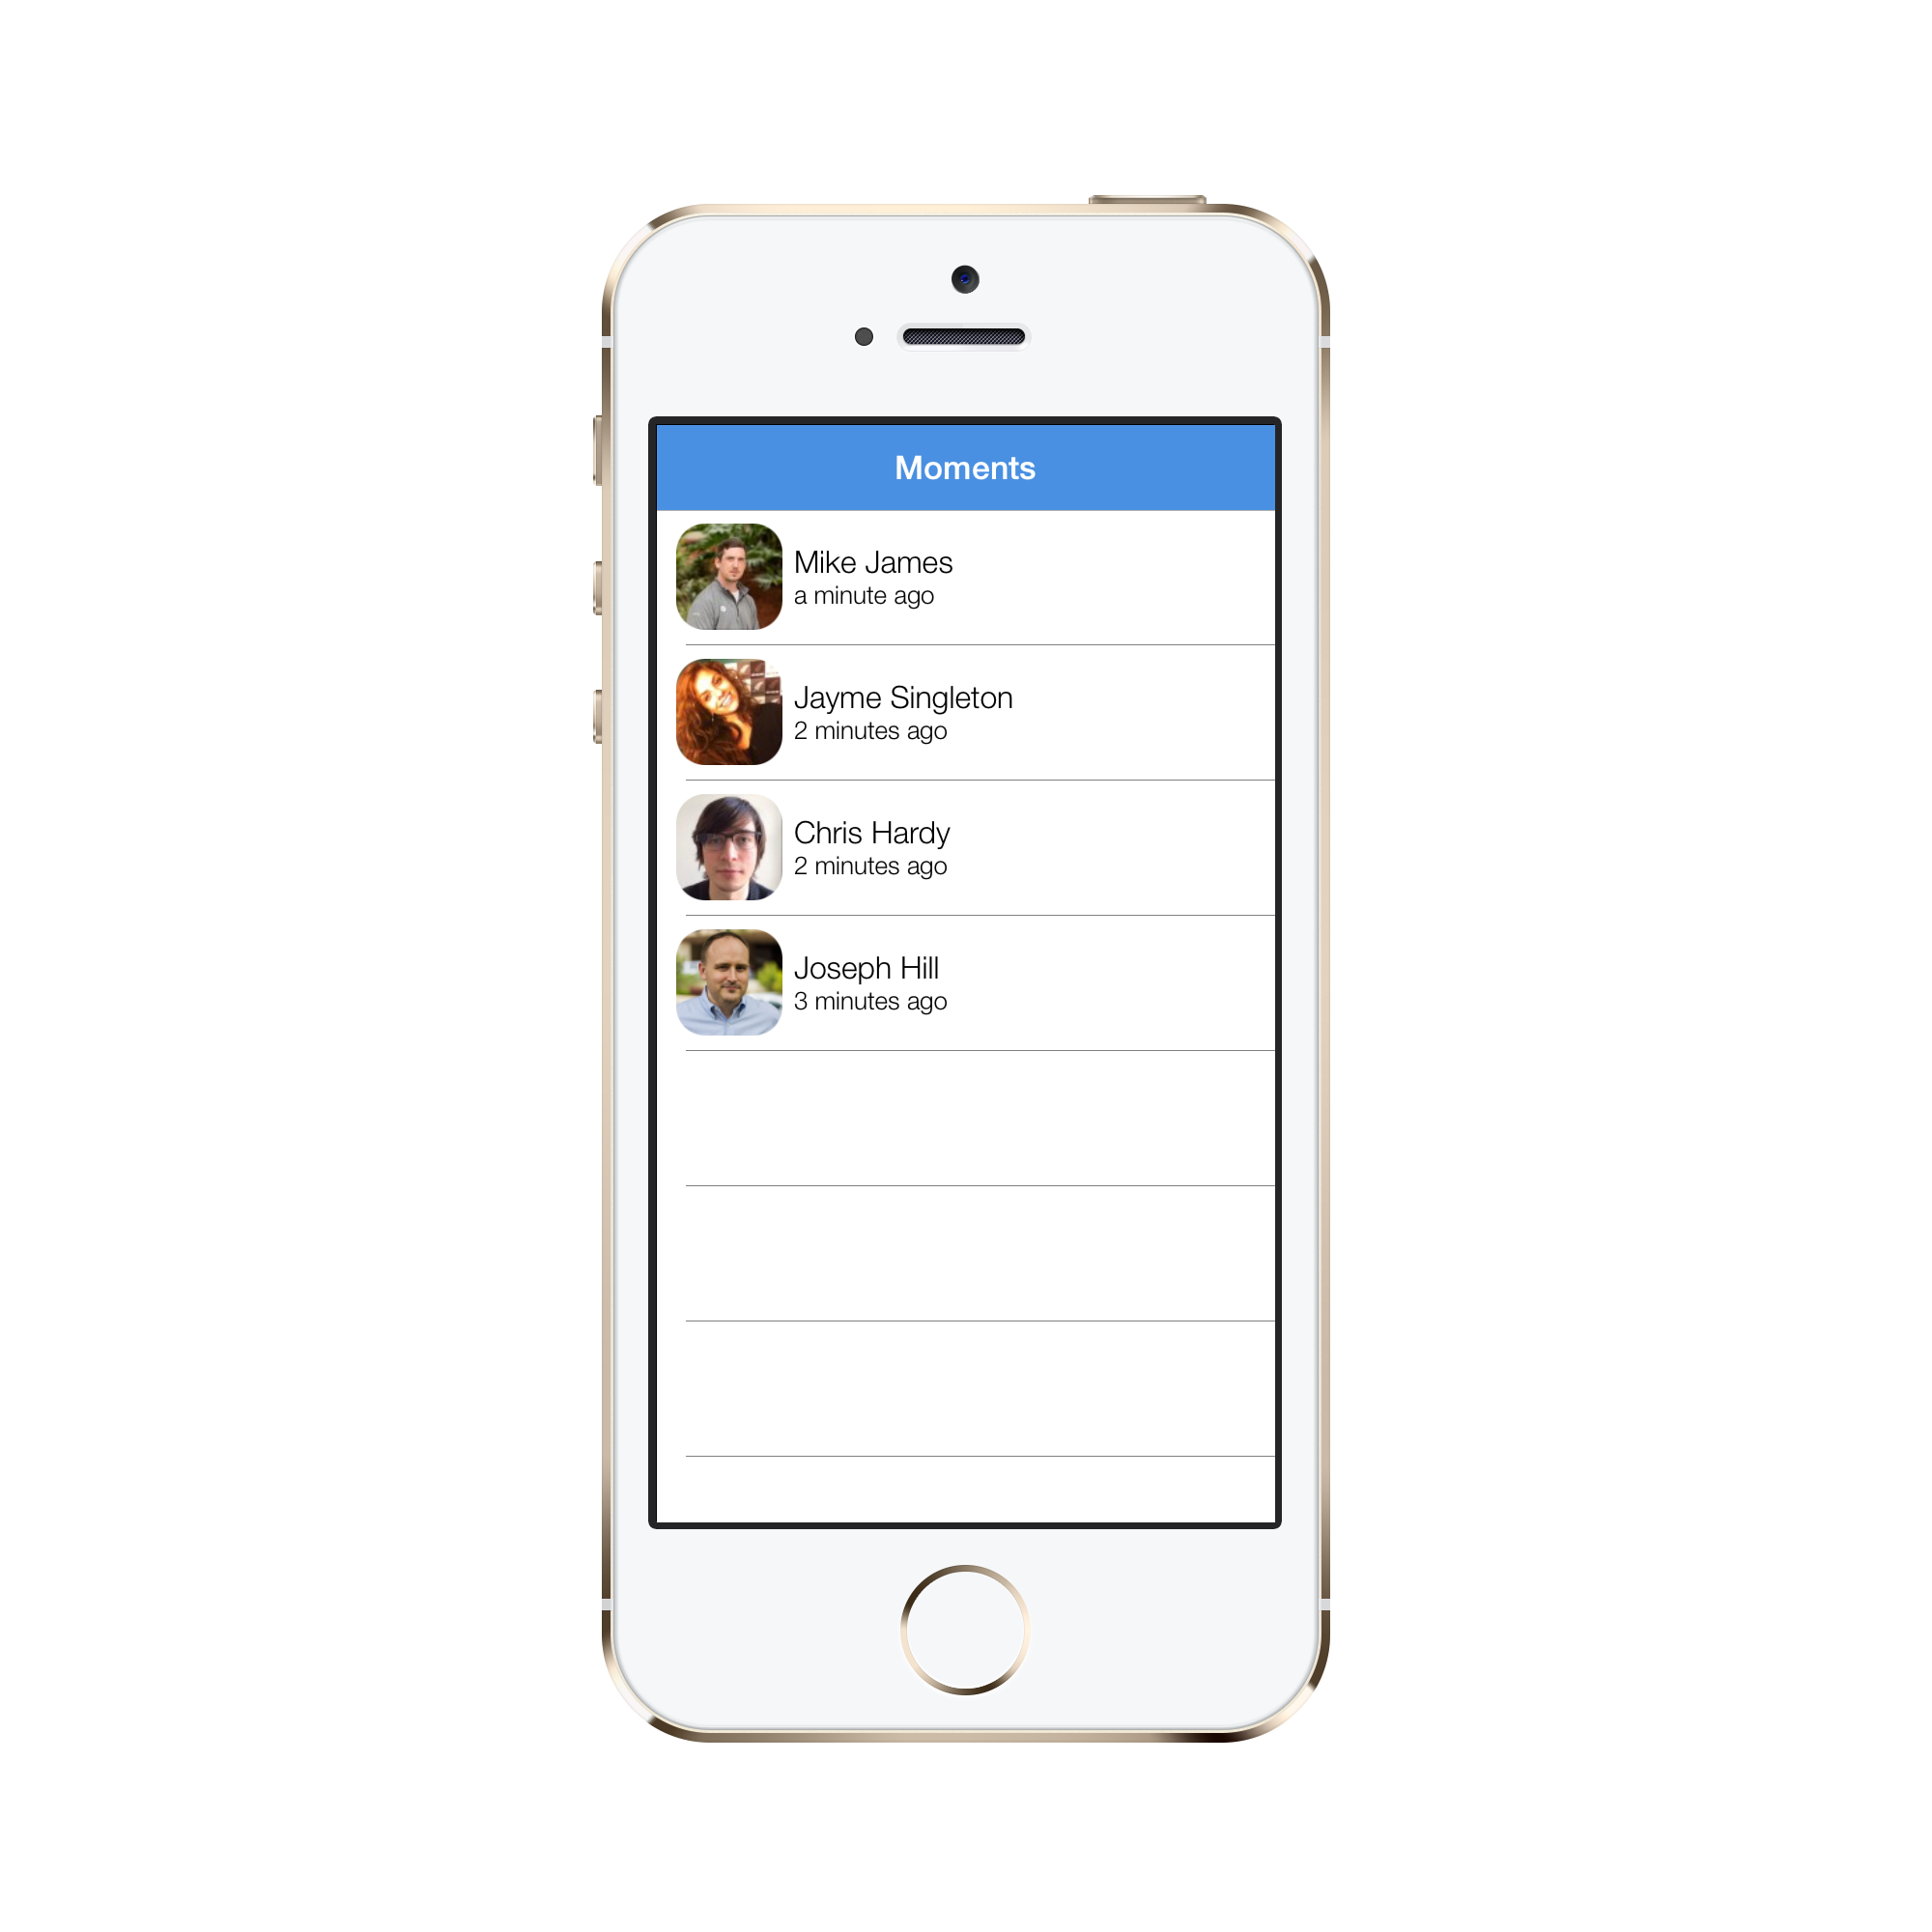 Moments
Mike James
a minute ago
Jayme Singleton
2 minutes ago
Chris Hardy
2 minutes ago
Joseph Hill
3 minutes ago